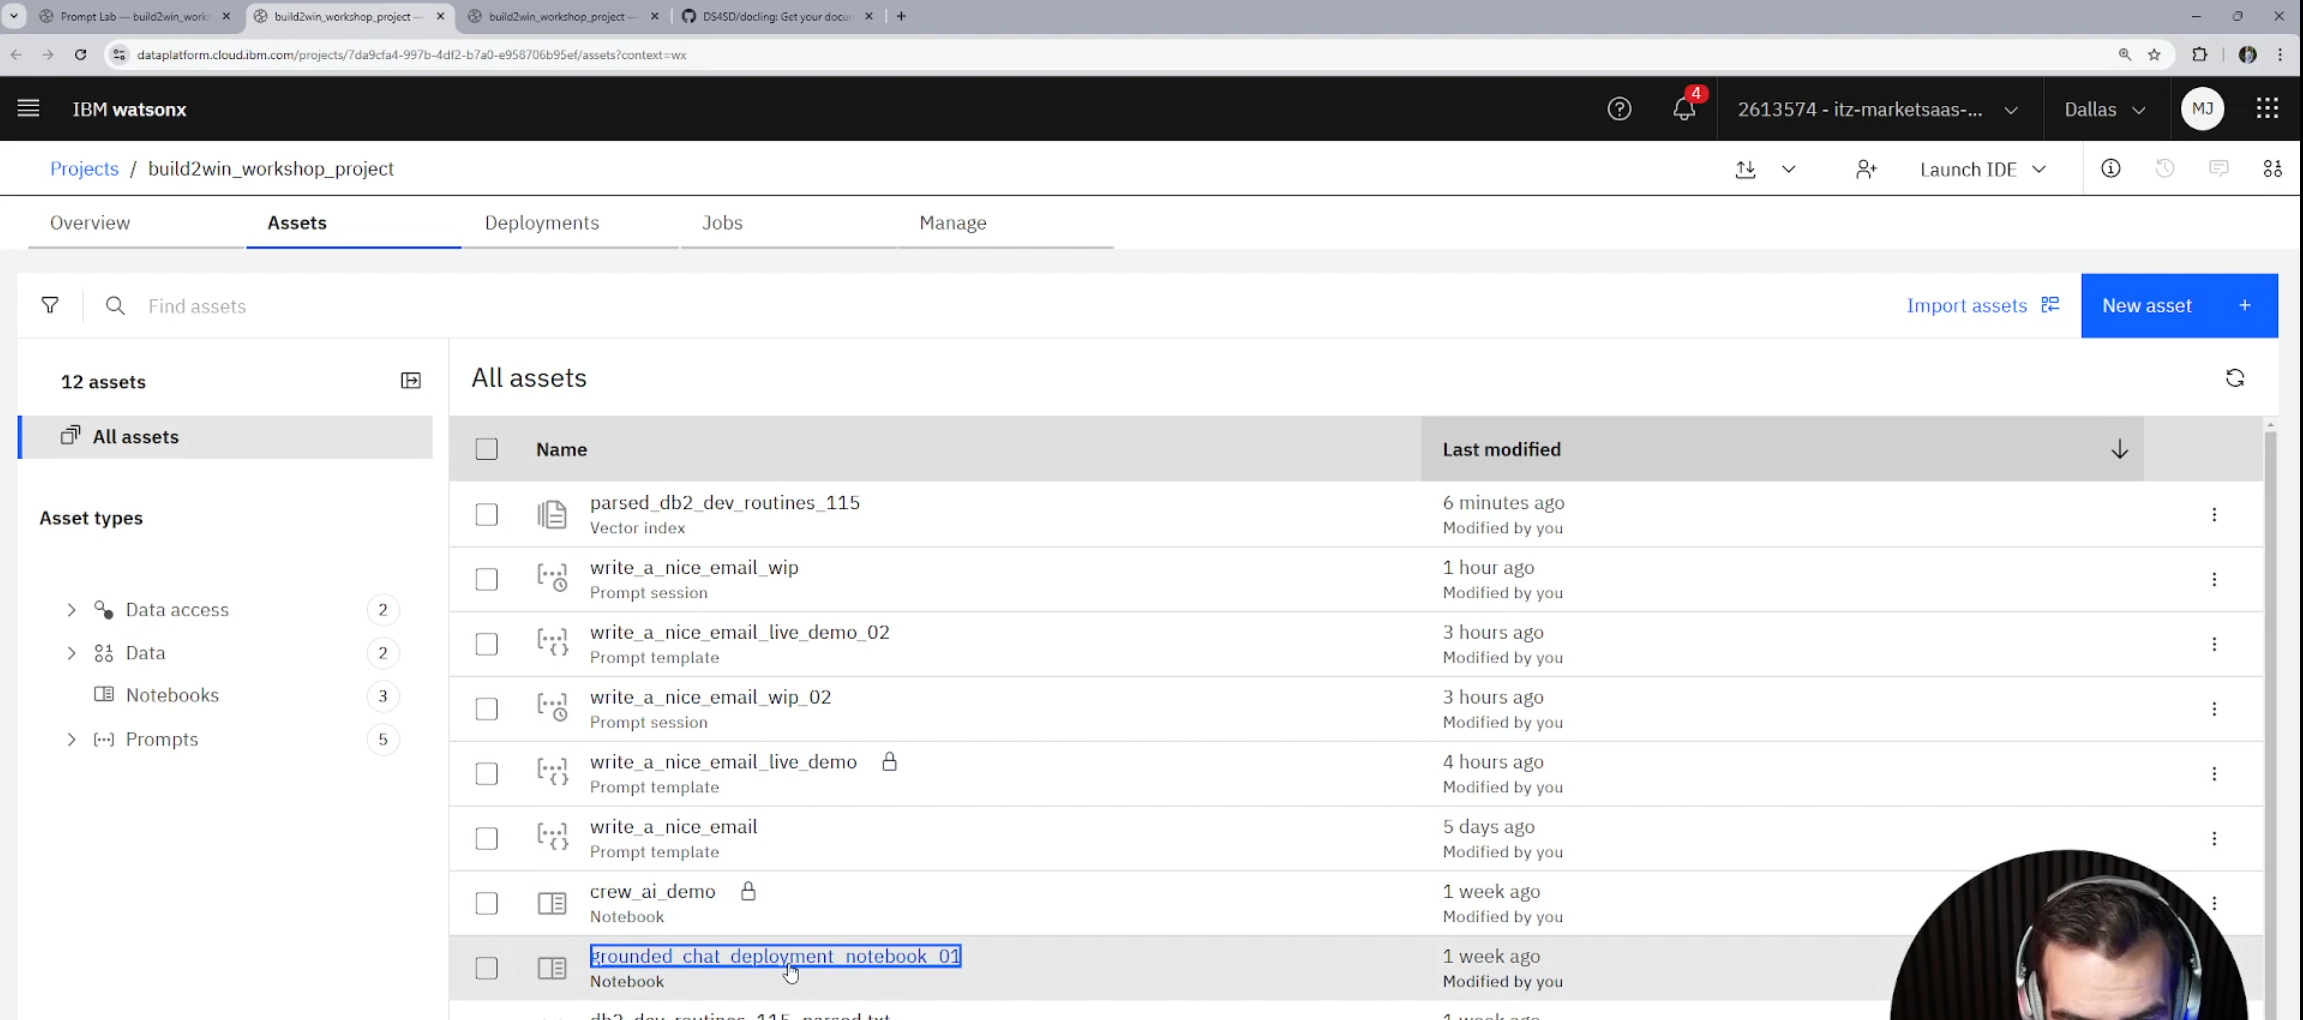 Prompt Lab — build2win_works
build2win_workshop_project —
build2win_workshop_project —
DS4SD/docling: Get your docu
dataplatform.cloud.ibm.com/projects/7da9cfa4-997b-4df2-b7a0-e958706b95ef/assets?context=wx
IBM watsonx
4
2613574 - itz-marketsaas-...
Dallas
MJ
Projects / build2win_workshop_project
Launch IDE
Overview
Assets
Deployments
Jobs
Manage
Find assets
Import assets
New asset +
12 assets
All assets
Asset types
Data access 2
Data 2
Notebooks 3
Prompts 5
All assets
Name
Last modified
parsed_db2_dev_routines_115
Vector index
6 minutes ago
Modified by you
write_a_nice_email_wip
Prompt session
1 hour ago
Modified by you
write_a_nice_email_live_demo_02
Prompt template
3 hours ago
Modified by you
write_a_nice_email_wip_02
Prompt session
3 hours ago
Modified by you
write_a_nice_email_live_demo
Prompt template
4 hours ago
Modified by you
write_a_nice_email
Prompt template
5 days ago
Modified by you
crew_ai_demo
Notebook
1 week ago
Modified by you
grounded_chat_deployment_notebook_01
Notebook
1 week ago
Modified by you
db2_dev_routines_115_parsed.txt
1 week ago